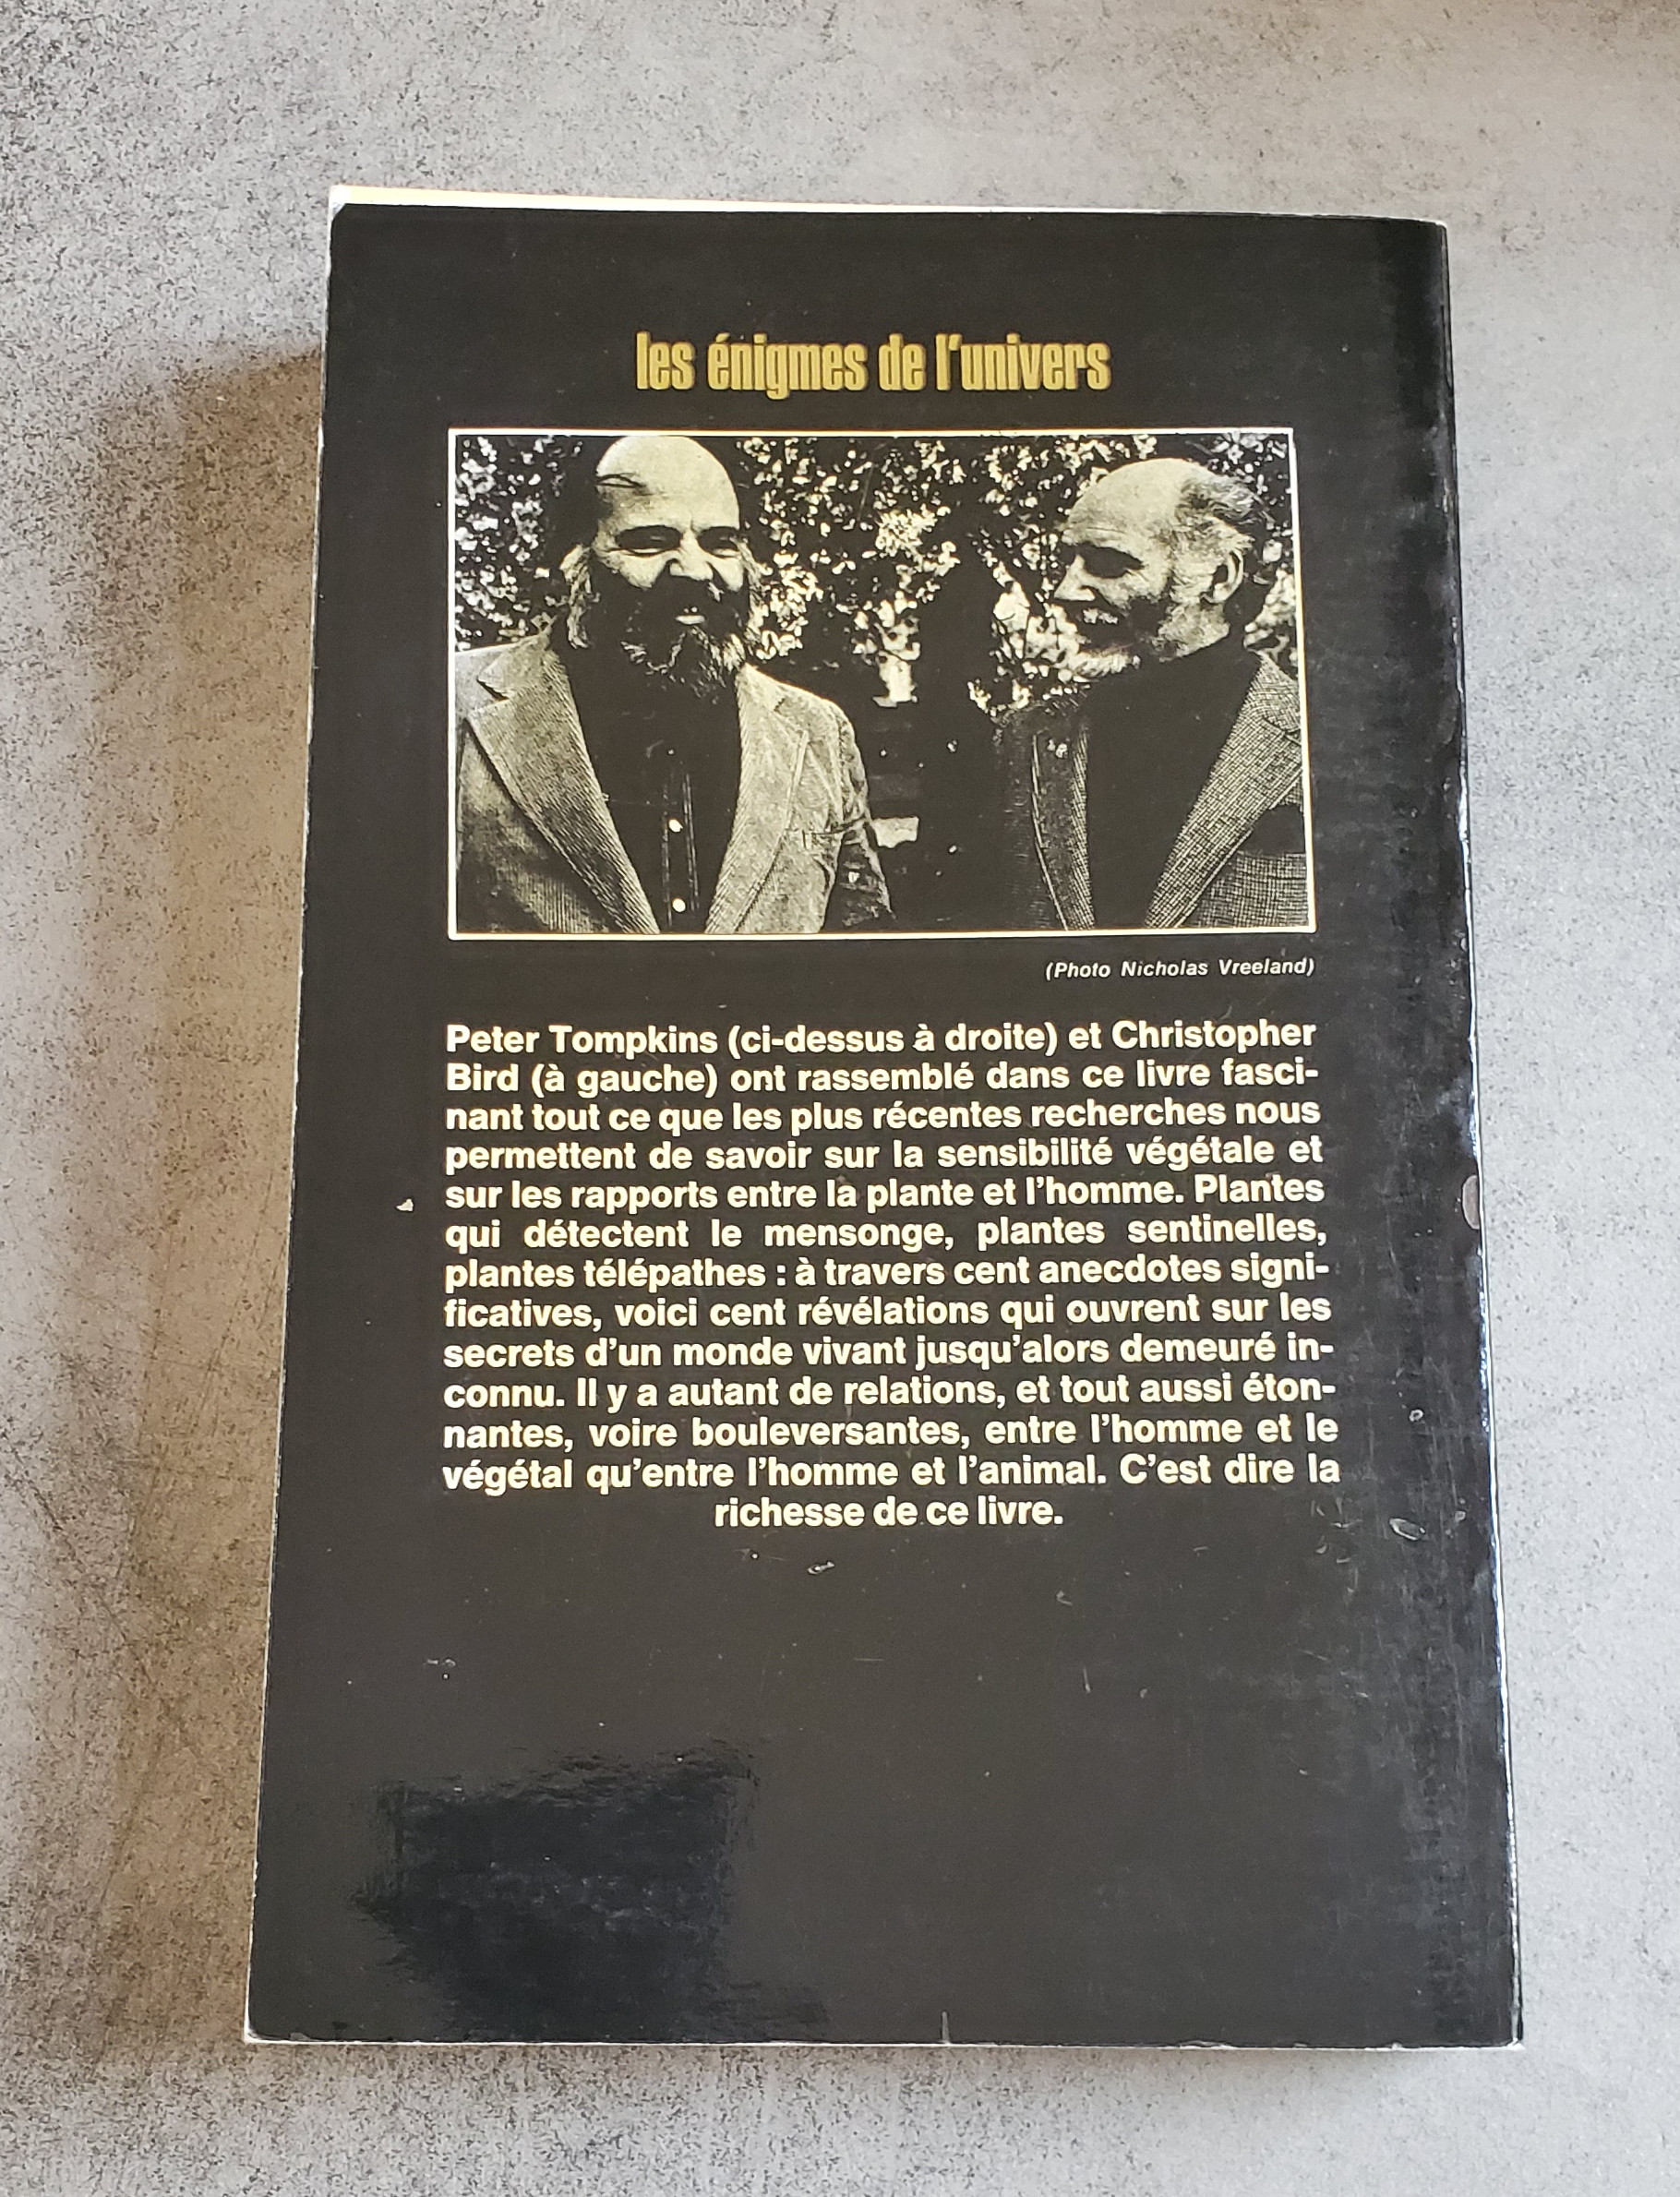 les énigmes de l'univers
(Photo Nicholas Vreeland)
Peter Tompkins (ci-dessus à droite) et Christopher
Bird (à gauche) ont rassemblé dans ce livre fasci-
nant tout ce que les plus récentes recherches nous
permettent de savoir sur la sensibilité végétale et
sur les rapports entre la plante et l'homme. Plantes
qui détectent le mensonge, plantes sentinelles,
plantes télépathes : à travers cent anecdotes signi-
ficatives, voici cent révélations qui ouvrent sur les
secrets d'un monde vivant jusqu'alors demeuré in-
connu. Il y a autant de relations, et tout aussi éton-
nantes, voire bouleversantes, entre l'homme et le
végétal qu'entre l'homme et l'animal. C'est dire la
richesse de ce livre.